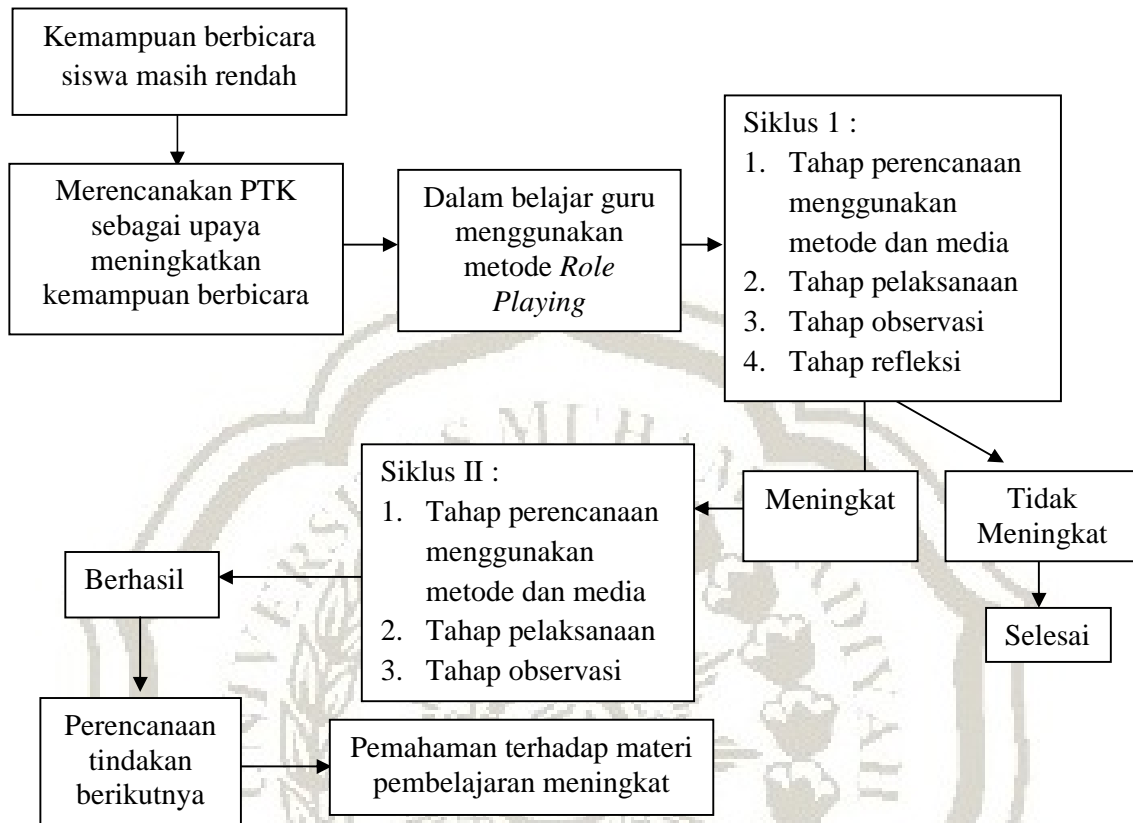 Kemampuan berbicara
siswa masih rendah
Merencanakan PTK
sebagai upaya
meningkatkan
kemampuan berbicara
Dalam belajar guru
menggunakan
metode Role
Playing
Siklus 1 :
1. Tahap perencanaan
menggunakan
metode dan media
2. Tahap pelaksanaan
3. Tahap observasi
4. Tahap refleksi
Meningkat
Tidak
Meningkat
Selesai
Siklus II :
1. Tahap perencanaan
menggunakan
metode dan media
2. Tahap pelaksanaan
3. Tahap observasi
Berhasil
Perencanaan
tindakan
berikutnya
Pemahaman terhadap materi
pembelajaran meningkat